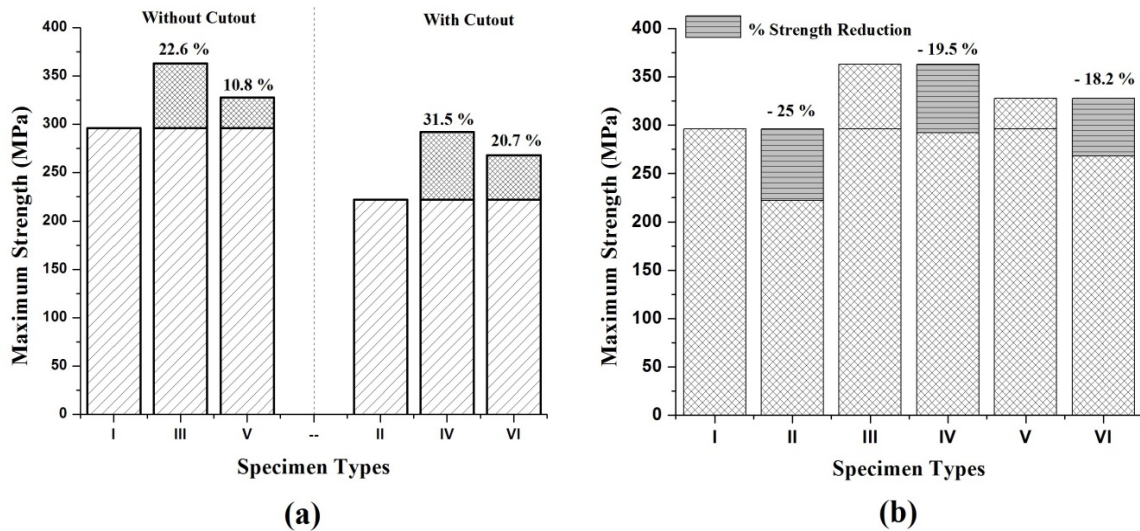 Without Cutout
With Cutout
400
350
300
250
200
150
100
50
0
Maximum Strength (MPa)
22.6 %
10.8 %
31.5 %
20.7 %
I III V -- II IV VI
Specimen Types
(a)
% Strength Reduction
400
350
300
250
200
150
100
50
0
Maximum Strength (MPa)
- 25 %
- 19.5 %
- 18.2 %
I II III IV V VI
Specimen Types
(b)